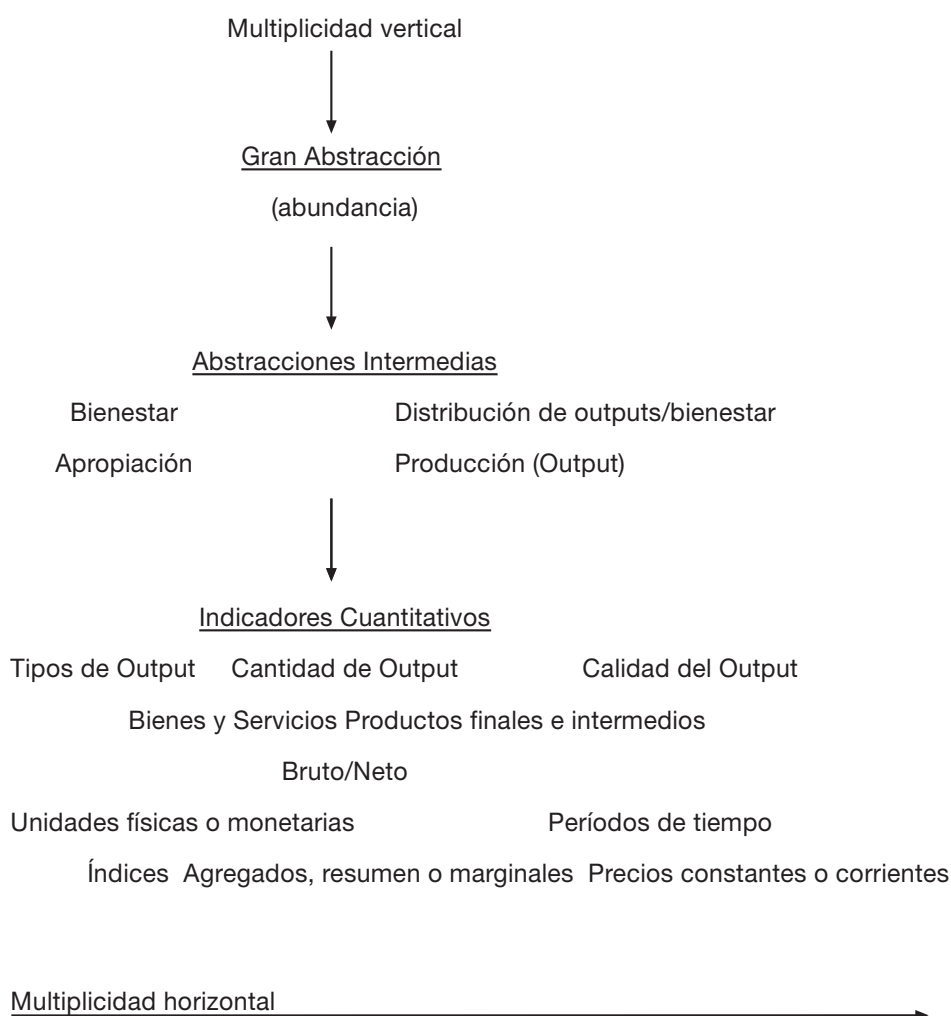 Multiplicidad vertical
Gran Abstracción
(abundancia)
Abstracciones Intermedias
Bienestar Distribución de outputs/bienestar
Apropiación Producción (Output)
Indicadores Cuantitativos
Tipos de Output Cantidad de Output Calidad del Output
Bienes y Servicios Productos finales e intermedios
Bruto/Neto
Unidades físicas o monetarias Períodos de tiempo
Índices Agregados, resumen o marginales Precios constantes o corrientes
Multiplicidad horizontal